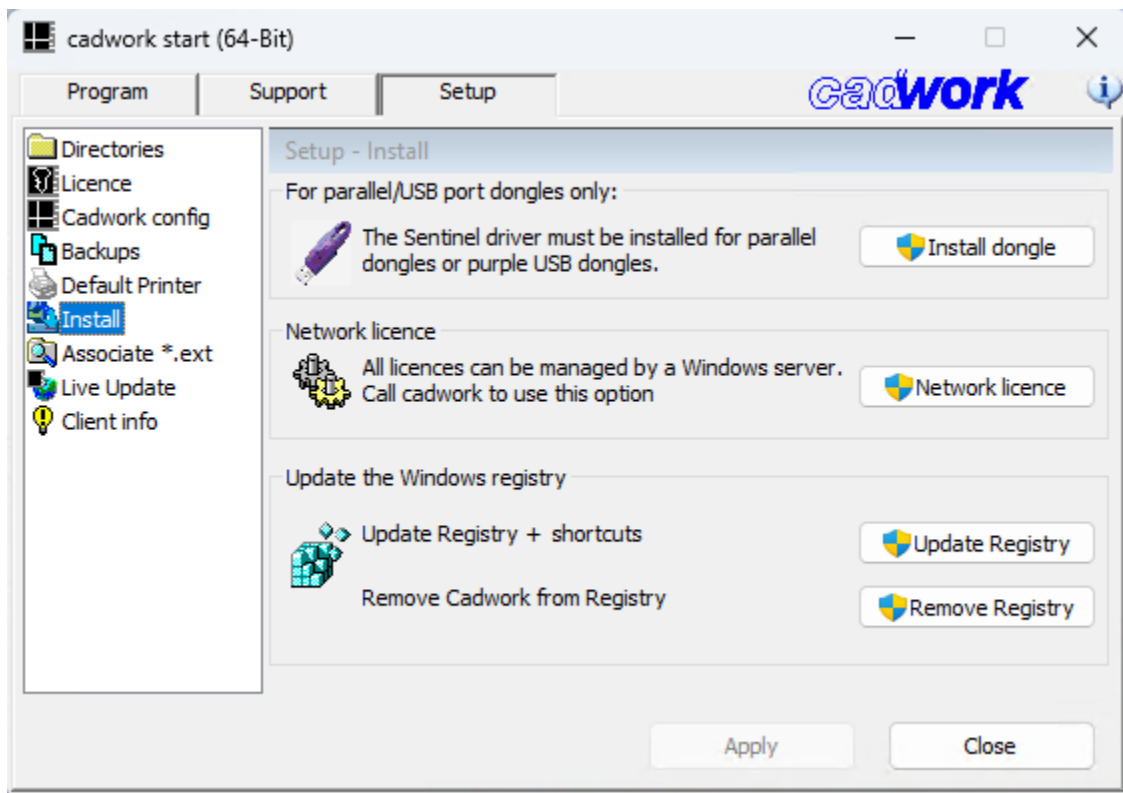 cadwork start (64-Bit)
Program Support Setup cadwork
Directories
Licence
Cadwork config
Backups
Default Printer
Install
Associate *.ext
Live Update
Client info
Setup - Install
For parallel/USB port dongles only:
The Sentinel driver must be installed for parallel
dongles or purple USB dongles.
Install dongle
Network licence
All licences can be managed by a Windows server.
Call cadwork to use this option
Network licence
Update the Windows registry
Update Registry + shortcuts
Update Registry
Remove Cadwork from Registry
Remove Registry
Apply Close